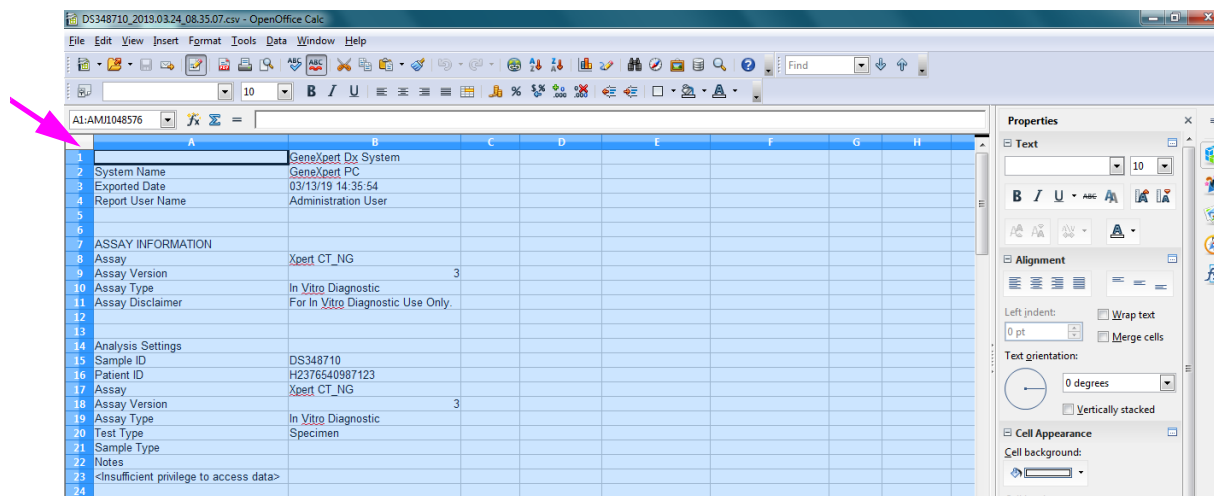 DS348710_2019.03.24_08.35.07.csv - OpenOffice Calc
File Edit View Insert Format Tools Data Window Help
Find
10
A1:AMJ1048576
A B C D E F G H
1 GeneXpert Dx System
2 System Name GeneXpert PC
3 Exported Date 03/13/19 14:35:54
4 Report User Name Administration User
5
6
7 ASSAY INFORMATION
8 Assay Xpert CT_NG
9 Assay Version 3
10 Assay Type In Vitro Diagnostic
11 Assay Disclaimer For In Vitro Diagnostic Use Only.
12
13
14 Analysis Settings
15 Sample ID DS348710
16 Patient ID H2376540987123
17 Assay Xpert CT_NG
18 Assay Version 3
19 Assay Type In Vitro Diagnostic
20 Test Type Specimen
21 Sample Type
22 Notes
23 <Insufficient privilege to access data>
24
Properties
Text
10
Alignment
Left indent:
Wrap text
0 pt
Merge cells
Text orientation:
0 degrees
Vertically stacked
Cell Appearance
Cell background: